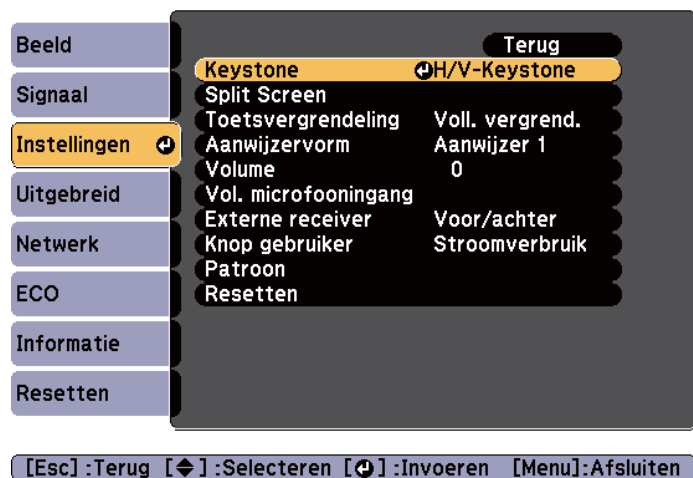 Beeld
Signaal
Instellingen
Uitgebreid
Netwerk
ECO
Informatie
Resetten
Terug
Keystone H/V-Keystone
Split Screen
Toetsvergrendeling Voll. vergrend.
Aanwijzervorm Aanwijzer 1
Volume 0
Vol. microfooningang
Externe receiver Voor/achter
Knop gebruiker Stroomverbruik
Patroon
Resetten
[Esc] :Terug [◆] :Selecteren [⏎] :Invoeren [Menu]:Afsluiten